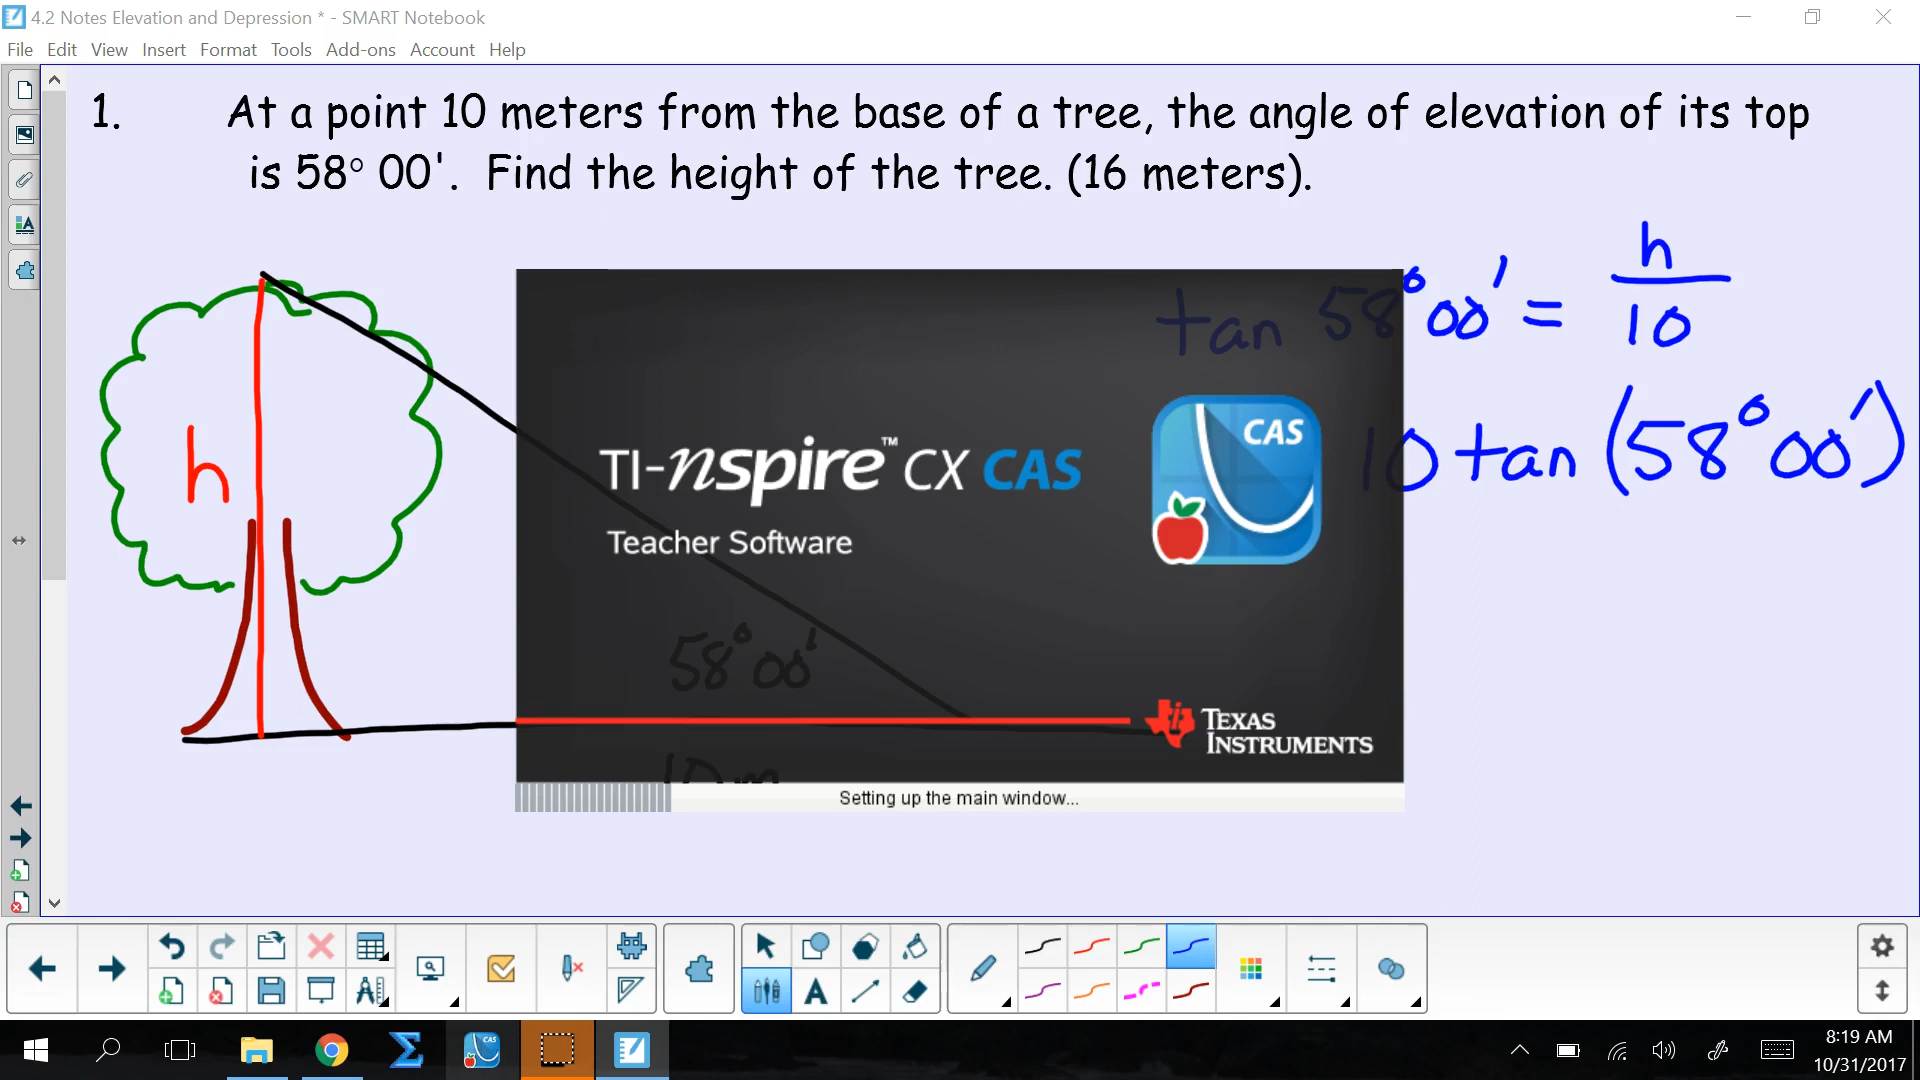 4.2 Notes Elevation and Depression * - SMART Notebook
File Edit View Insert Format Tools Add-ons Account Help
1. At a point 10 meters from the base of a tree, the angle of elevation of its top
is 58° 00'. Find the height of the tree. (16 meters).
h
tan 58°00' = h/10
10 tan (58°00')
TI-nspire™ CX CAS
CAS
Teacher Software
58°00'
10 m
TEXAS
INSTRUMENTS
Setting up the main window...
A
CAS
8:19 AM
10/31/2017